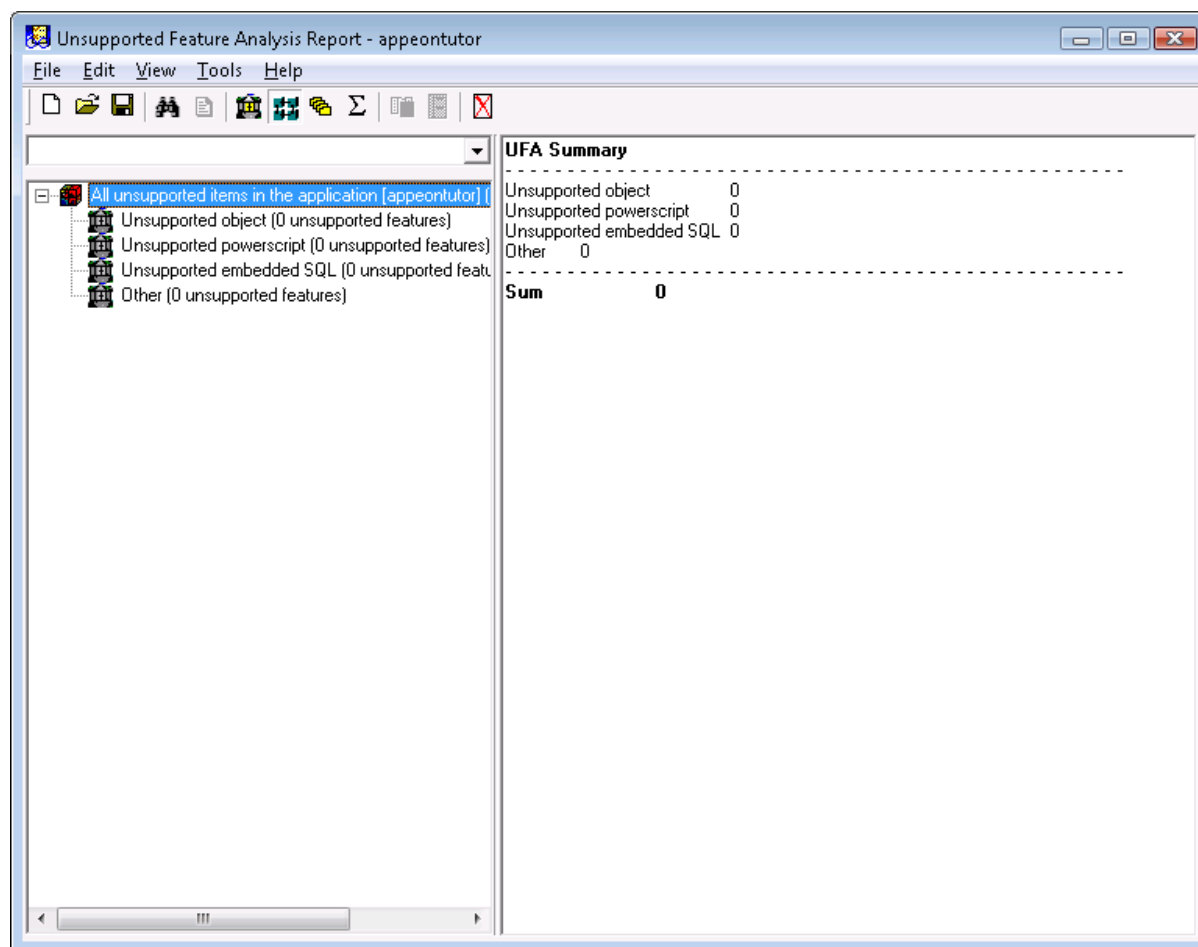 Unsupported Feature Analysis Report - appeontutor
File Edit View Tools Help
UFA Summary
All unsupported items in the application [appeontutor] (
Unsupported object (0 unsupported features)
Unsupported powerscript (0 unsupported features)
Unsupported embedded SQL (0 unsupported featu
Other (0 unsupported features)
Unsupported object 0
Unsupported powerscript 0
Unsupported embedded SQL 0
Other 0
Sum 0